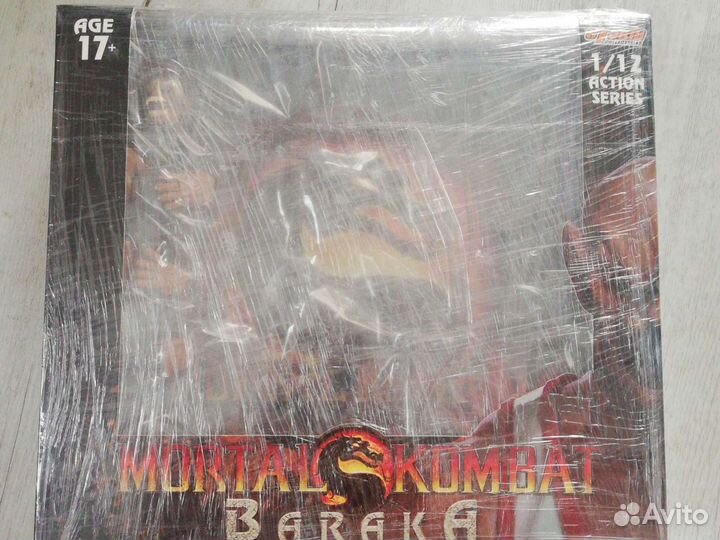 AGE
17+
1/12
ACTION
SERIES
MORTAL KOMBAT
BARAKA
Avito